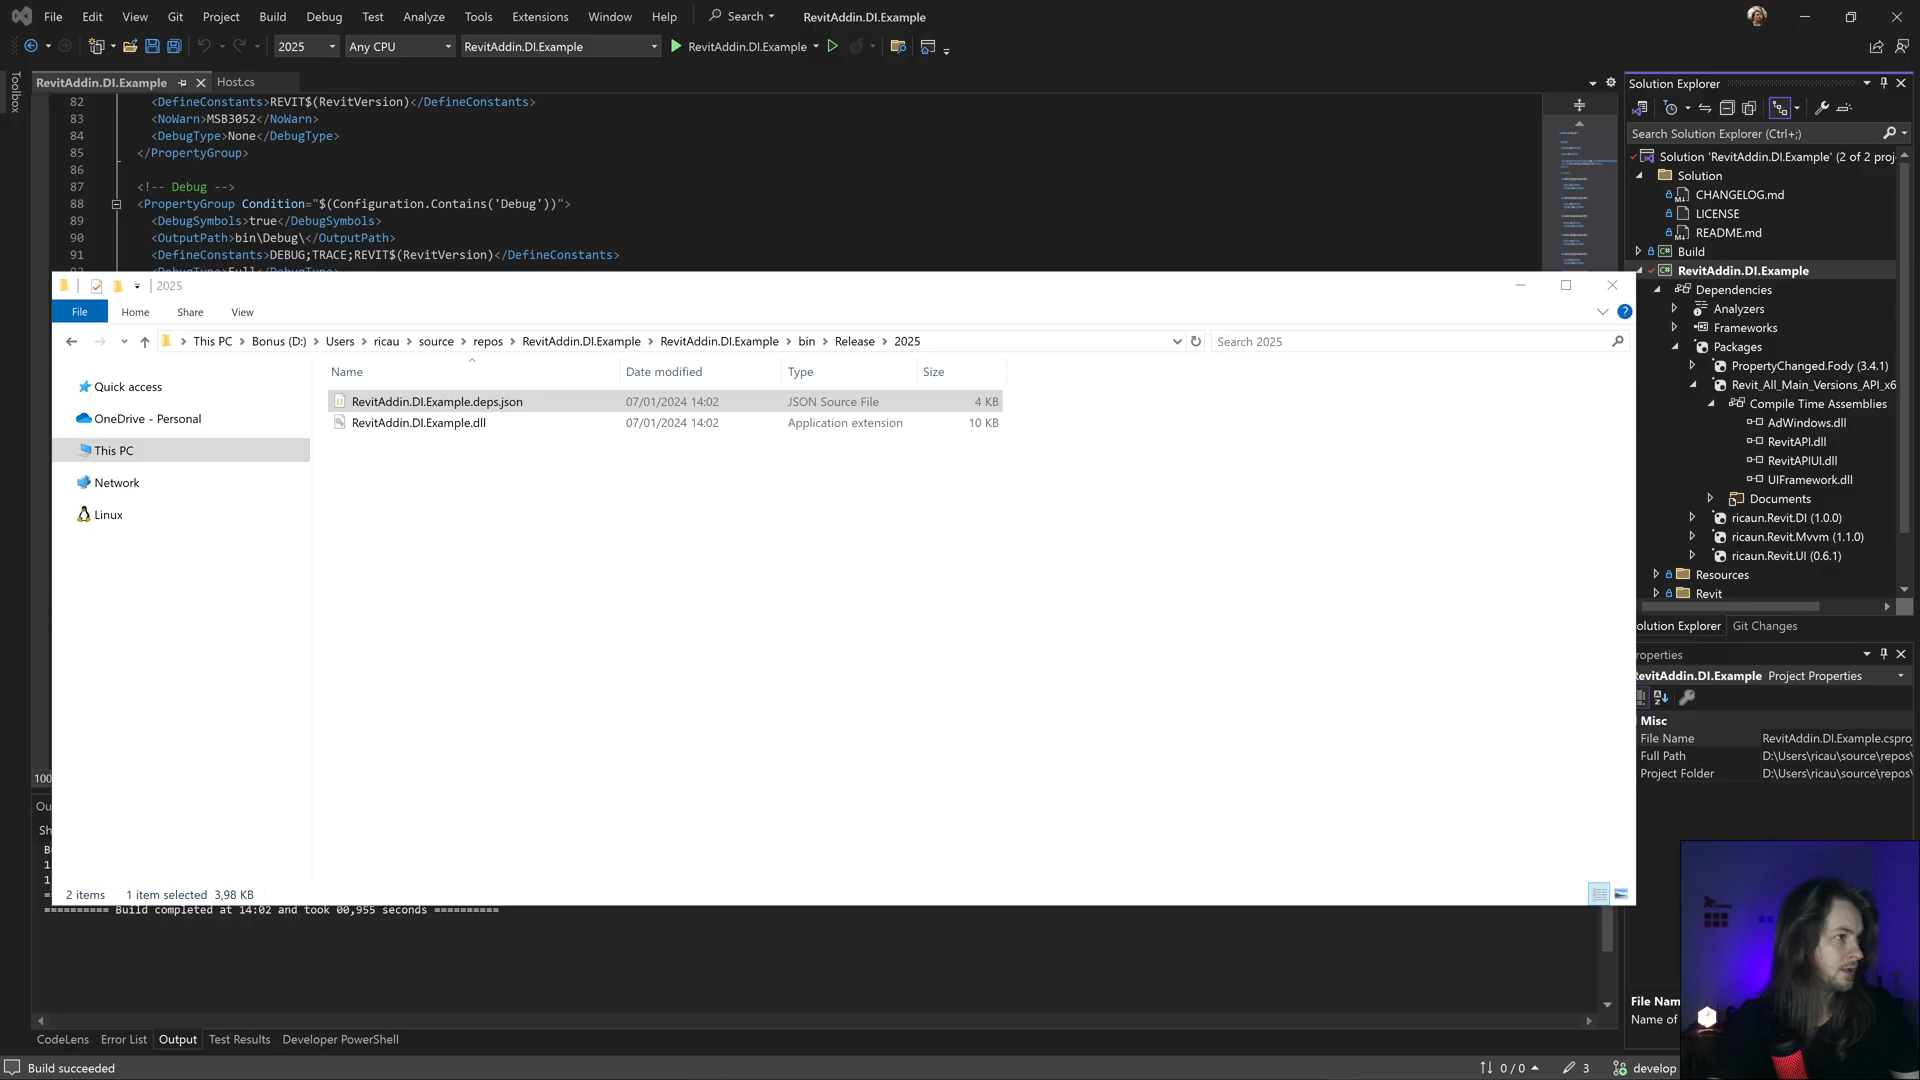 File Edit View Git Project Build Debug Test Analyze Tools Extensions Window Help Search RevitAddin.DI.Example
2025 Any CPU RevitAddin.DI.Example RevitAddin.DI.Example
Toolbox
RevitAddin.DI.Example Host.cs
82 <DefineConstants>REVIT$(RevitVersion)</DefineConstants>
83 <NoWarn>MSB3052</NoWarn>
84 <DebugType>None</DebugType>
85 </PropertyGroup>
86
87 <!-- Debug -->
88 <PropertyGroup Condition="$(Configuration.Contains('Debug'))">
89 <DebugSymbols>true</DebugSymbols>
90 <OutputPath>bin\Debug\</OutputPath>
91 <DefineConstants>DEBUG;TRACE;REVIT$(RevitVersion)</DefineConstants>
2025
File Home Share View
This PC Bonus (D:) Users ricau source repos RevitAddin.DI.Example RevitAddin.DI.Example bin Release 2025
Search 2025
Quick access
OneDrive - Personal
This PC
Network
Linux
Name Date modified Type Size
RevitAddin.DI.Example.deps.json 07/01/2024 14:02 JSON Source File 4 KB
RevitAddin.DI.Example.dll 07/01/2024 14:02 Application extension 10 KB
2 items 1 item selected 3,98 KB
100
========== Build completed at 14:02 and took 00,955 seconds ==========
CodeLens Error List Output Test Results Developer PowerShell
Build succeeded
0 / 0 3 develop
Solution Explorer
Search Solution Explorer (Ctrl+;)
Solution 'RevitAddin.DI.Example' (2 of 2 proj
Solution
CHANGELOG.md
LICENSE
README.md
Build
RevitAddin.DI.Example
Dependencies
Analyzers
Frameworks
Packages
PropertyChanged.Fody (3.4.1)
Revit_All_Main_Versions_API_x6
Compile Time Assemblies
AdWindows.dll
RevitAPI.dll
RevitAPIUI.dll
UIFramework.dll
Documents
ricaun.Revit.DI (1.0.0)
ricaun.Revit.Mvvm (1.1.0)
ricaun.Revit.UI (0.6.1)
Resources
Revit
olution Explorer Git Changes
roperties
RevitAddin.DI.Example Project Properties
Misc
File Name RevitAddin.DI.Example.cspro
Full Path D:\Users\ricau\source\repos\
Project Folder D:\Users\ricau\source\repos\
File Nam
Name of